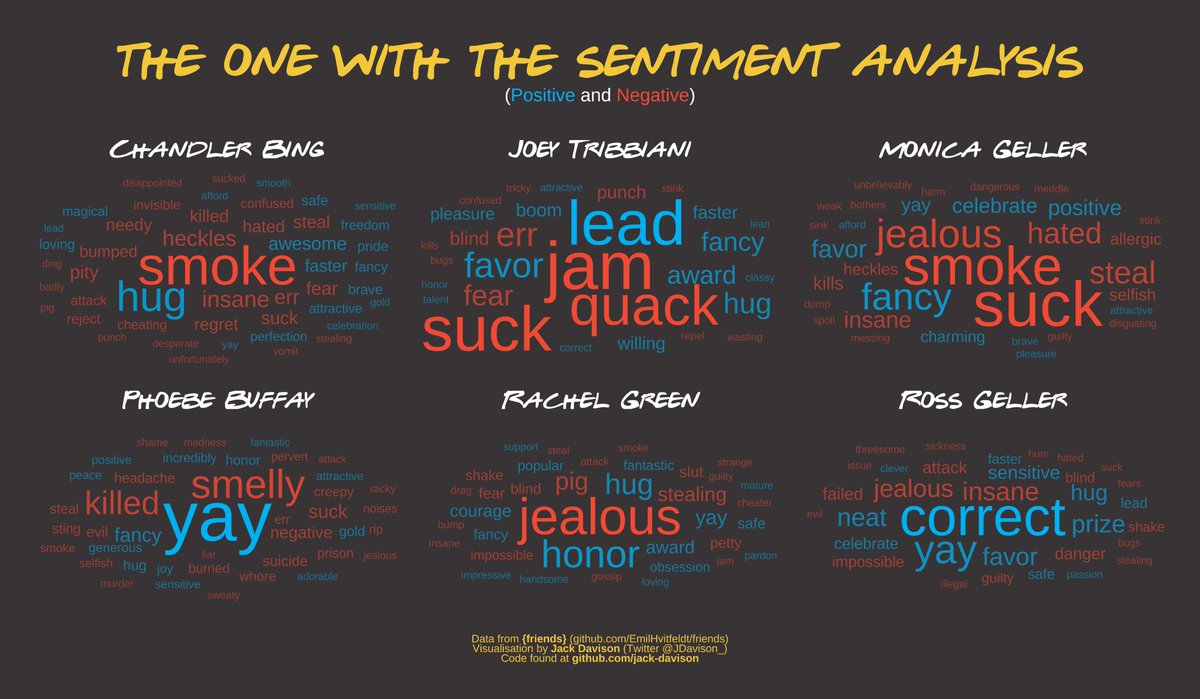 THE ONE WITH THE SENTIMENT ANALYSIS
(Positive and Negative)
CHANDLER BING
disappointed sucked smooth
invisible afford confused safe sensitive
magical killed
lead needy hated steal freedom
loving bumped heckles awesome pride
ding pity smoke faster fancy
badly hug insane err fear brave
pig attack attractive gold
reject cheating regret suck celebration
punch desperate yay perfection stealing
unfortunately vomit
JOEY TRIBBIANI
tricky attractive punch stink
confused pleasure boom lead faster
kills blind err fancy lean
bugs favor jam award classy
honor fear quack hug
talent suck
correct willing repel wasting
MONICA GELLER
unbelievably harm dangerous meddle
weak bothers yay celebrate positive
sink afford jealous hated stink
favor allergic
heckles smoke steal
kills fancy suck selfish
dump attractive
spoil insane disgusting
messing charming brave guilty
pleasure
PHOEBE BUFFAY
shame madness fantastic
positive incredibly honor pervert attack
peace headache smelly attractive
killed creepy sticky
steal yay suck noises
sting evil fancy err negative gold rip
smoke generous liar prison jealous
selfish hug joy burned suicide
murder sensitive whore adorable
sweaty
RACHEL GREEN
support steal smoke
popular attack fantastic strange
shake pig hug slut guilty
drag fear blind stealing mature
courage jealous cheater
bump fancy yay safe
insane honor award petty
impossible obsession jam pardon
impressive handsome gossip loving
ROSS GELLER
threesome sickness
issue clever attack faster hum hated
sensitive blind suck
failed jealous insane hug fears
evil neat correct prize lead
shake
celebrate yay favor danger bugs
impossible stealing
illegal guilty safe passion
Data from {friends} (github.com/EmilHvitfeldt/friends)
Visualisation by Jack Davison (Twitter @JDavison_)
Code found at github.com/jack-davison